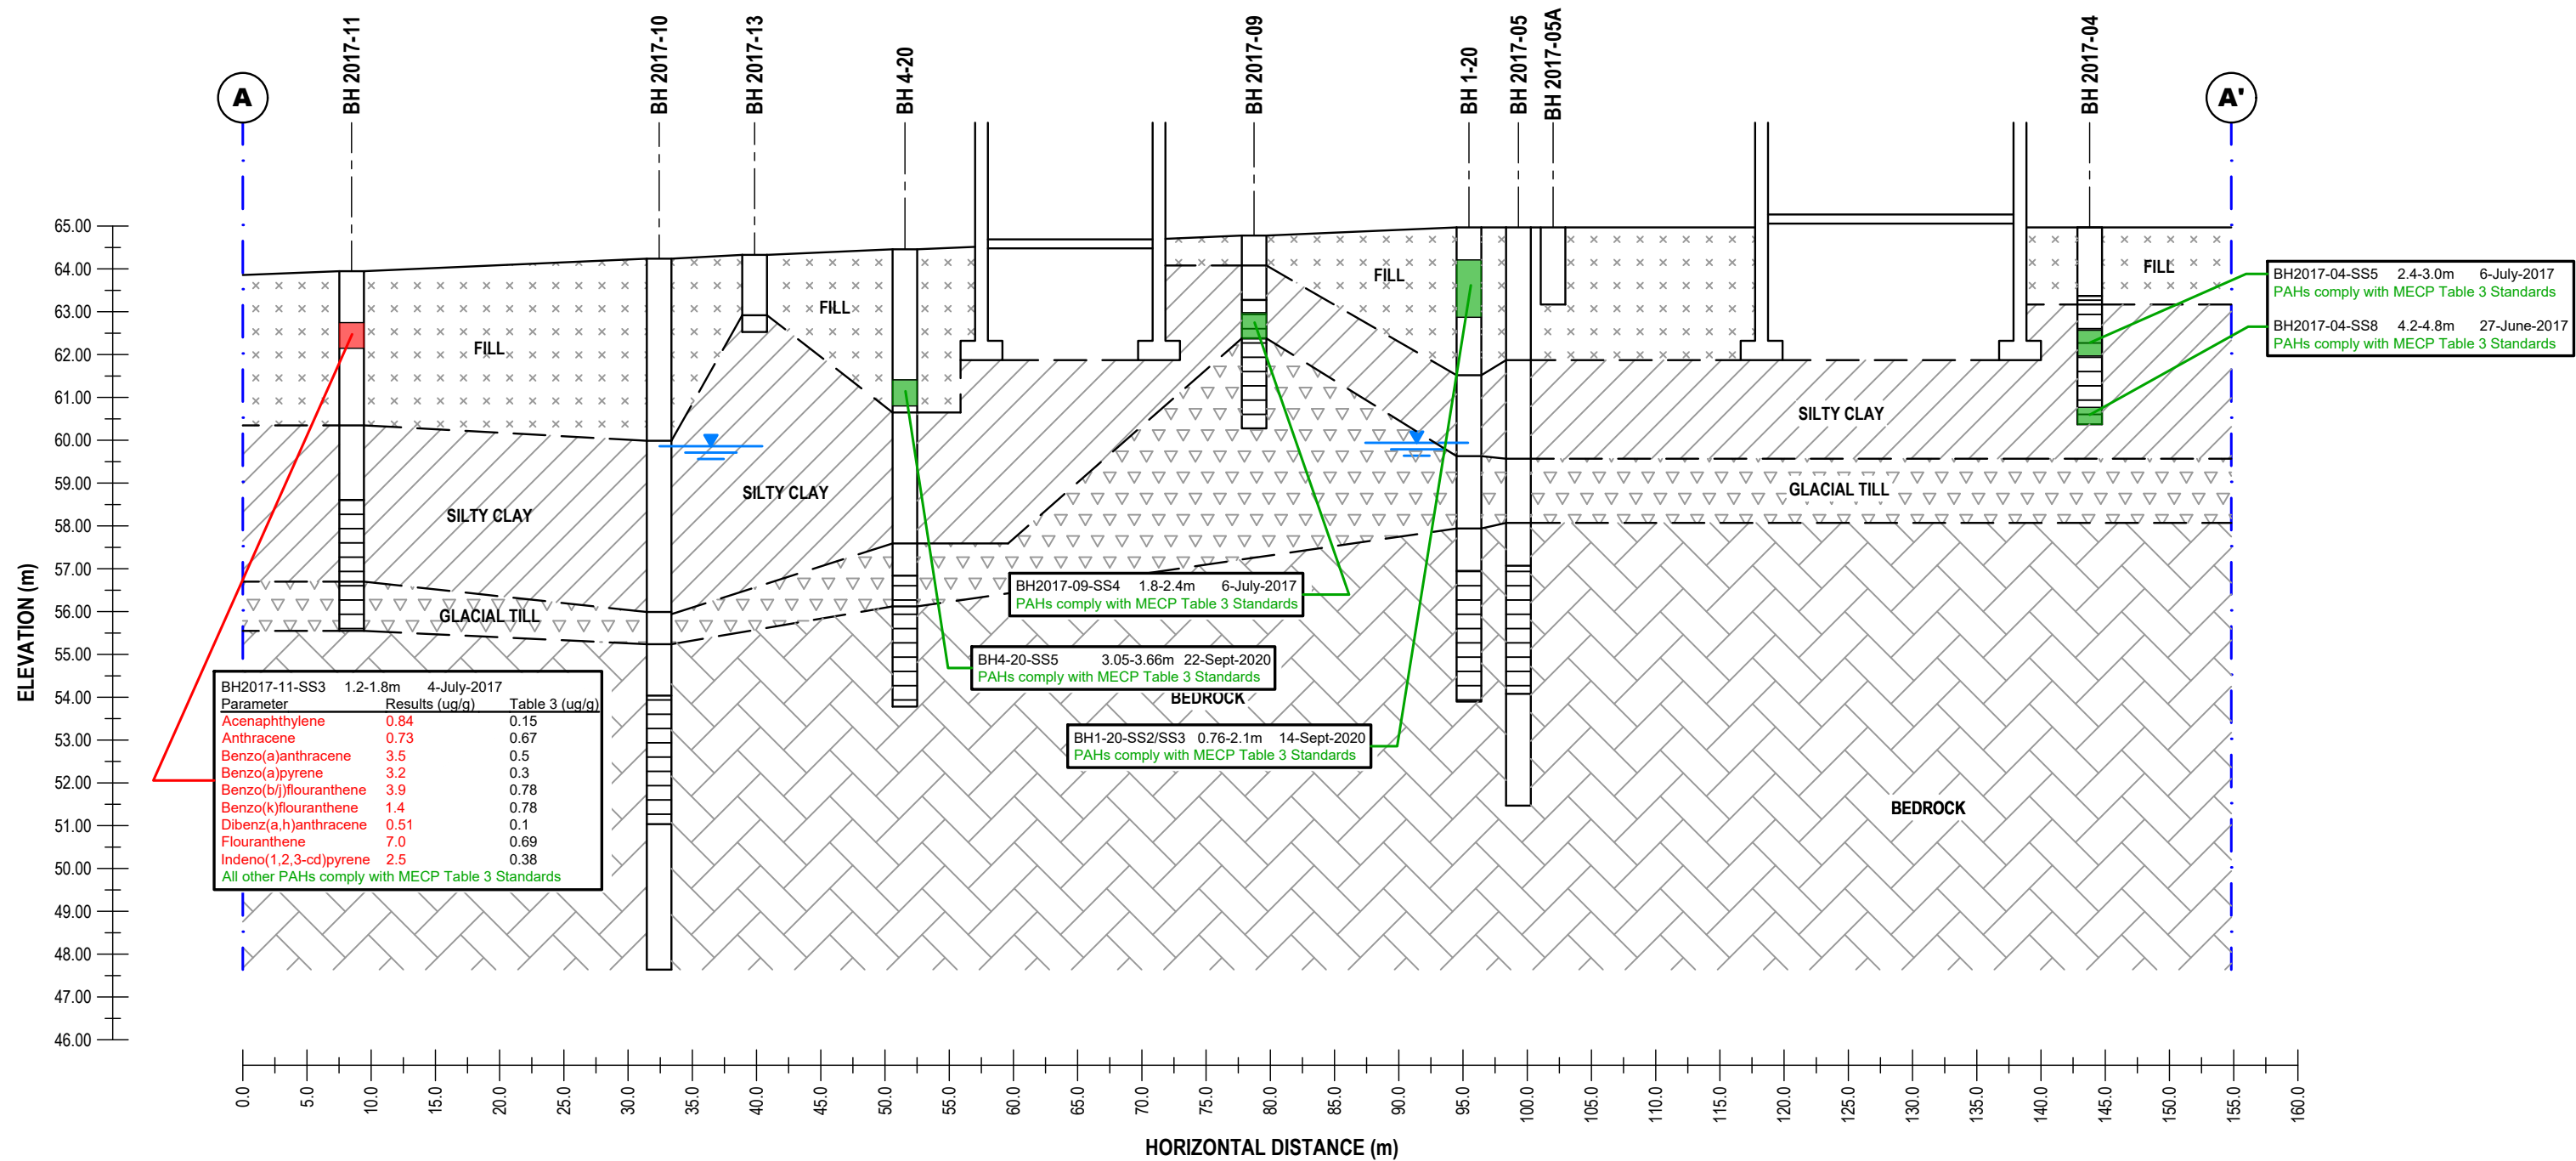 BH 2017-11
BH 2017-10
BH 2017-13
BH 4-20
BH 2017-09
BH 1-20
BH 2017-05
BH 2017-05A
BH 2017-04
A
A'
65.00
64.00
63.00
62.00
61.00
60.00
59.00
58.00
57.00
56.00
55.00
54.00
53.00
52.00
51.00
50.00
49.00
48.00
47.00
46.00
ELEVATION (m)
FILL
FILL
FILL
FILL
SILTY CLAY
SILTY CLAY
SILTY CLAY
GLACIAL TILL
GLACIAL TILL
BEDROCK
BEDROCK
BH2017-04-SS5 2.4-3.0m 6-July-2017
PAHs comply with MECP Table 3 Standards
BH2017-04-SS8 4.2-4.8m 27-June-2017
PAHs comply with MECP Table 3 Standards
BH2017-09-SS4 1.8-2.4m 6-July-2017
PAHs comply with MECP Table 3 Standards
BH4-20-SS5 3.05-3.66m 22-Sept-2020
PAHs comply with MECP Table 3 Standards
BH1-20-SS2/SS3 0.76-2.1m 14-Sept-2020
PAHs comply with MECP Table 3 Standards
BH2017-11-SS3 1.2-1.8m 4-July-2017
Parameter Results (ug/g) Table 3 (ug/g)
Acenaphthylene 0.84 0.15
Anthracene 0.73 0.67
Benzo(a)anthracene 3.5 0.5
Benzo(a)pyrene 3.2 0.3
Benzo(b/j)flouranthene 3.9 0.78
Benzo(k)flouranthene 1.4 0.78
Dibenz(a,h)anthracene 0.51 0.1
Flouranthene 7.0 0.69
Indeno(1,2,3-cd)pyrene 2.5 0.38
All other PAHs comply with MECP Table 3 Standards
0.0
5.0
10.0
15.0
20.0
25.0
30.0
35.0
40.0
45.0
50.0
55.0
60.0
65.0
70.0
75.0
80.0
85.0
90.0
95.0
100.0
105.0
110.0
115.0
120.0
125.0
130.0
135.0
140.0
145.0
150.0
155.0
160.0
HORIZONTAL DISTANCE (m)